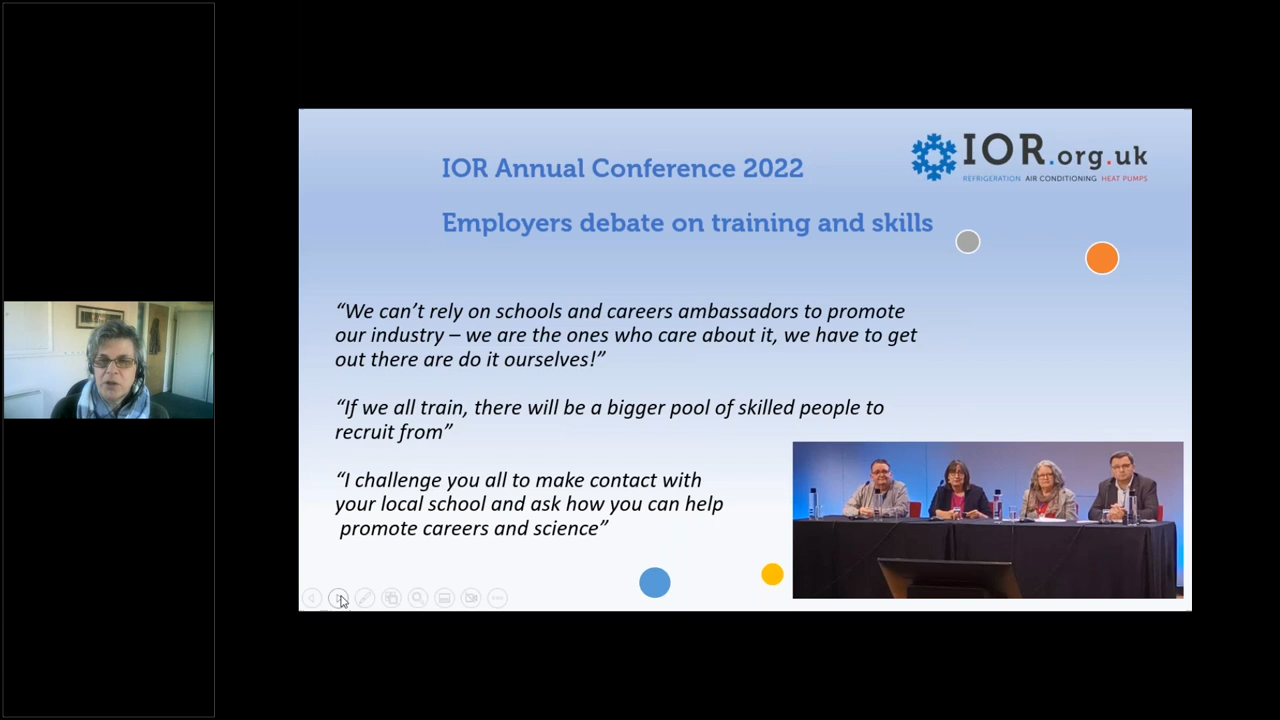 IOR.org.uk
REFRIGERATION AIR CONDITIONING HEAT PUMPS
IOR Annual Conference 2022
Employers debate on training and skills
“We can’t rely on schools and careers ambassadors to promote
our industry – we are the ones who care about it, we have to get
out there are do it ourselves!”
“If we all train, there will be a bigger pool of skilled people to
recruit from”
“I challenge you all to make contact with
your local school and ask how you can help
promote careers and science”